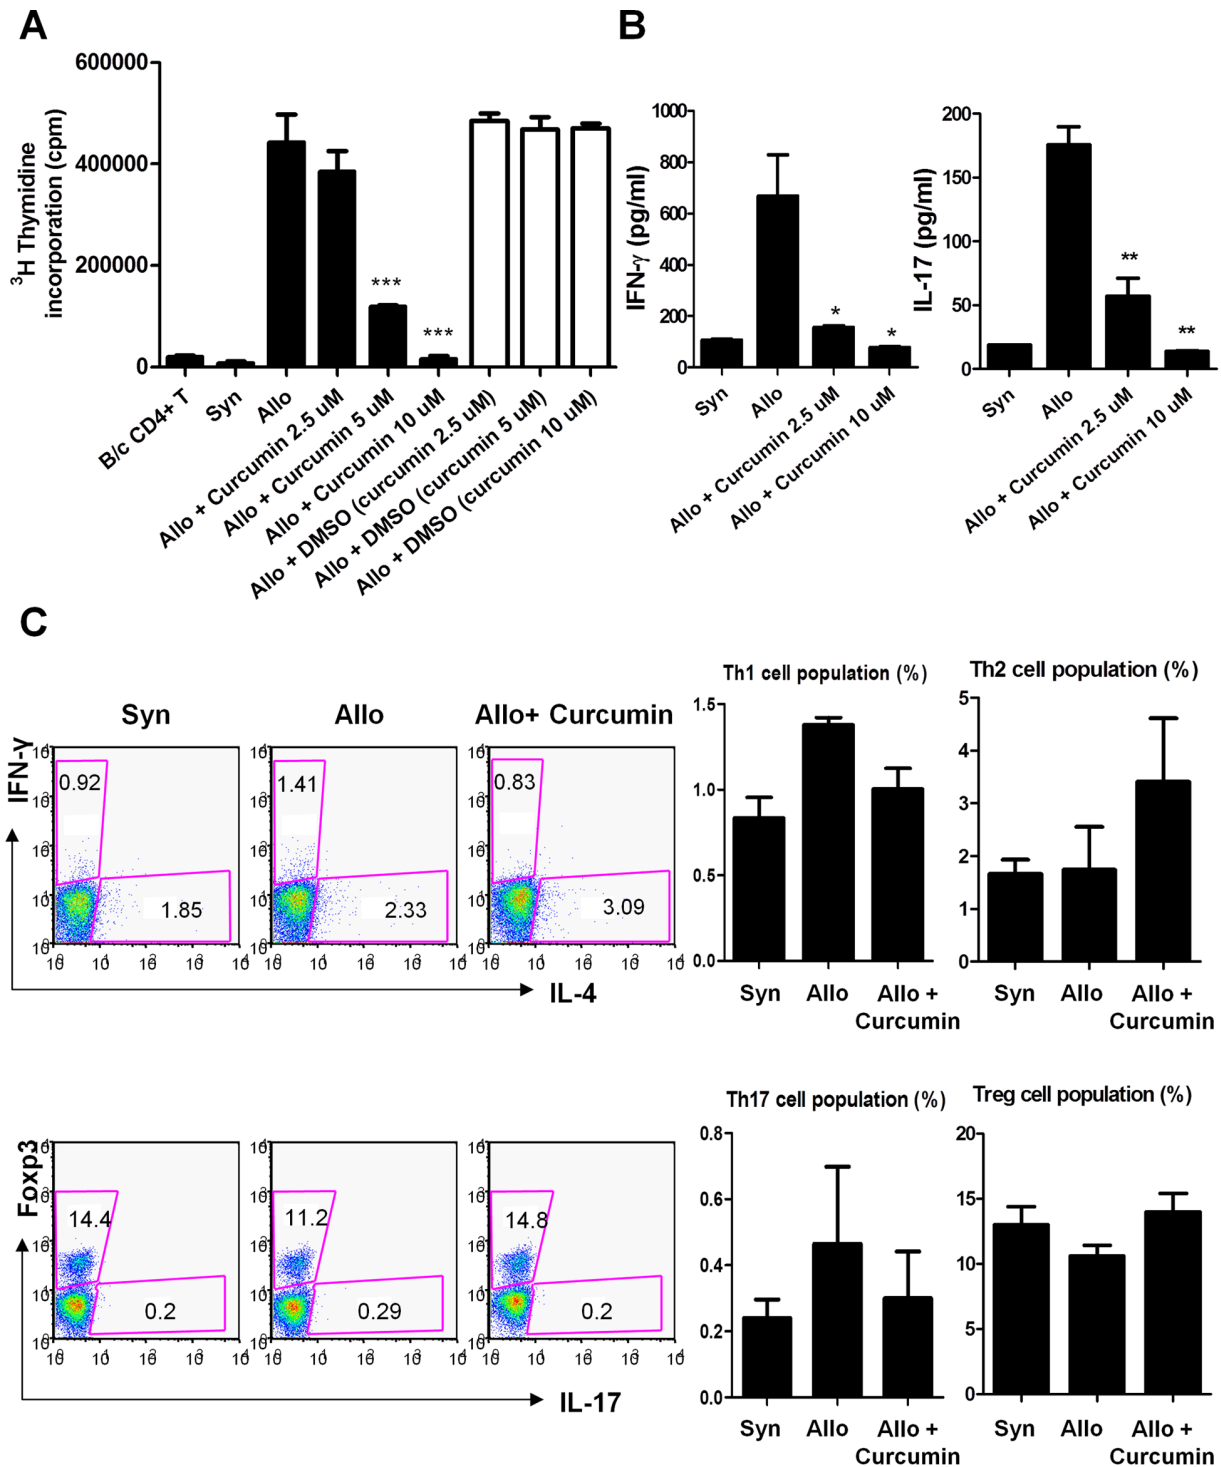 A
B
600000
400000
200000
0
3H Thymidine
incorporation (cpm)
***
***
B/c CD4+ T
Syn
Allo
Allo + Curcumin 2.5 uM
Allo + Curcumin 5 uM
Allo + Curcumin 10 uM
Allo + DMSO (curcumin 2.5 uM)
Allo + DMSO (curcumin 5 uM)
Allo + DMSO (curcumin 10 uM)
1000
800
600
400
200
0
IFN-γ (pg/ml)
*
*
Syn
Allo
Allo + Curcumin 2.5 uM
Allo + Curcumin 10 uM
200
150
100
50
0
IL-17 (pg/ml)
**
**
Syn
Allo
Allo + Curcumin 2.5 uM
Allo + Curcumin 10 uM
C
Syn
Allo
Allo+ Curcumin
IFN-γ
0.92
1.41
0.83
1.85
2.33
3.09
IL-4
Th1 cell population (%)
1.5
1.0
0.5
0.0
Syn
Allo
Allo +
Curcumin
Th2 cell population (%)
5
4
3
2
1
0
Syn
Allo
Allo +
Curcumin
Foxp3
14.4
11.2
14.8
0.2
0.29
0.2
IL-17
Th17 cell population (%)
0.8
0.6
0.4
0.2
0.0
Syn
Allo
Allo +
Curcumin
Treg cell population (%)
20
15
10
5
0
Syn
Allo
Allo +
Curcumin